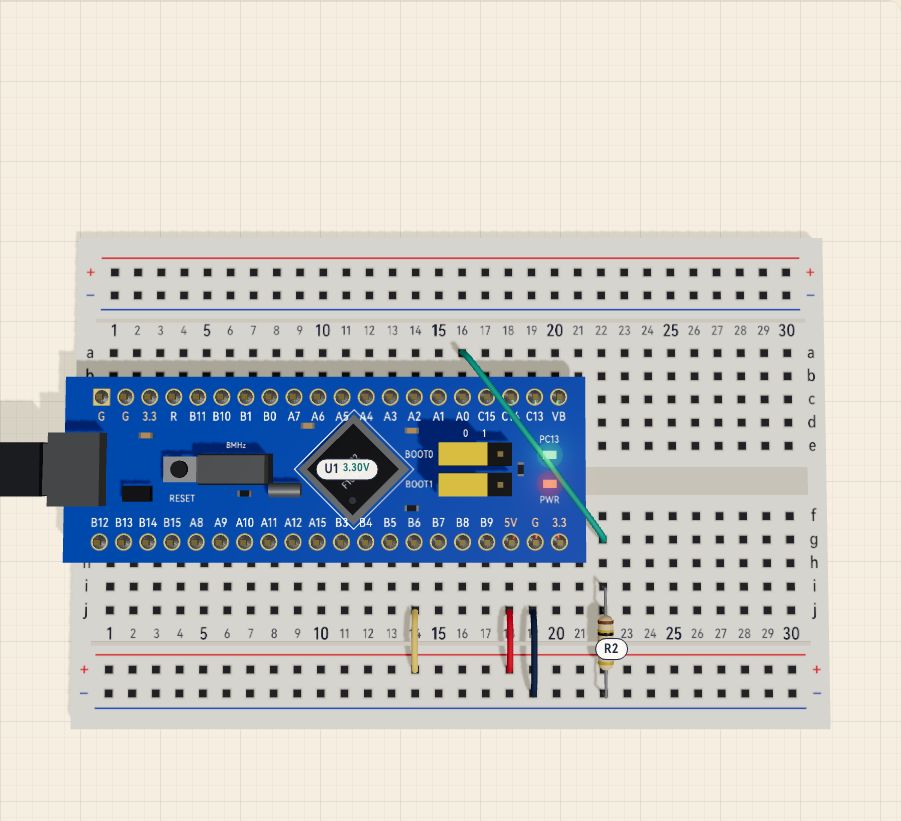 + +
− −
1 2 3 4 5 6 7 8 9 10 11 12 13 14 15 16 17 18 19 20 21 22 23 24 25 26 27 28 29 30
a a
b b
c
G G 3.3 R B11 B10 B1 B0 A7 A6 A5 A4 A3 A2 A1 A0 C15 C13 VB
d
0 1
PC13
8MHz
e
BOOT0
U1 3.30V
BOOT1
RESET
PWR
f
B12 B13 B14 B15 A8 A9 A10 A11 A12 A15 B3 B4 B5 B6 B7 B8 B9 5V G 3.3
g
h h
i i
j j
1 2 3 4 5 6 7 8 9 10 11 12 13 14 15 16 17 18 19 20 21 23 24 25 26 27 28 29 30
R2
+ +
− −